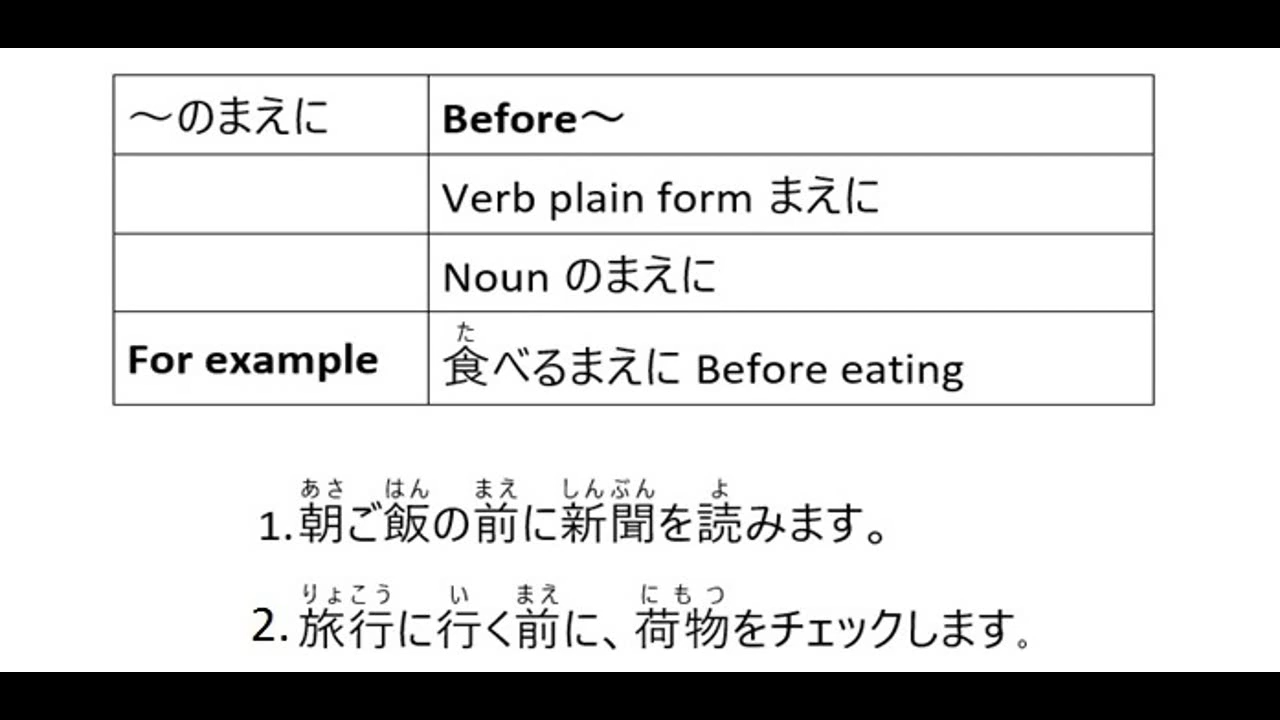 ～のまえに Before～
Verb plain form まえに
Noun のまえに
た
For example 食べるまえに Before eating
あさ はん まえ しんぶん よ
1. 朝ご飯の前に新聞を読みます。
りょこう い まえ にもつ
2. 旅行に行く前に、荷物をチェックします。